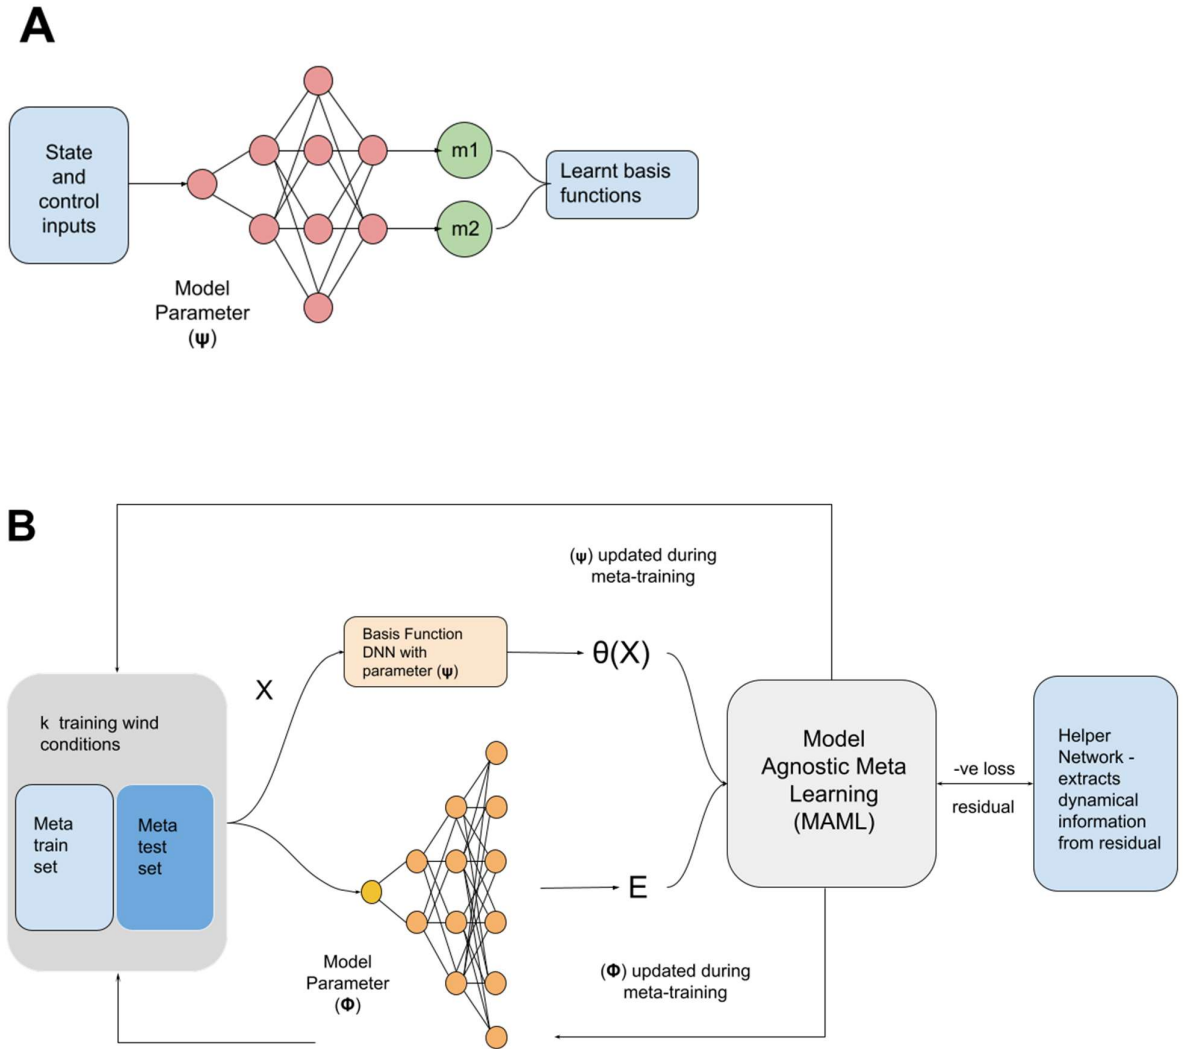 A
State
and
control
inputs
Model
Parameter
(ψ)
m1
m2
Learnt basis
functions
B
(ψ) updated during
meta-training
k training wind
conditions
Meta
train
set
Meta
test
set
X
Basis Function
DNN with
parameter (ψ)
θ(X)
Model
Parameter
(Φ)
E
(Φ) updated during
meta-training
Model
Agnostic Meta
Learning
(MAML)
-ve loss
residual
Helper
Network -
extracts
dynamical
information
from residual